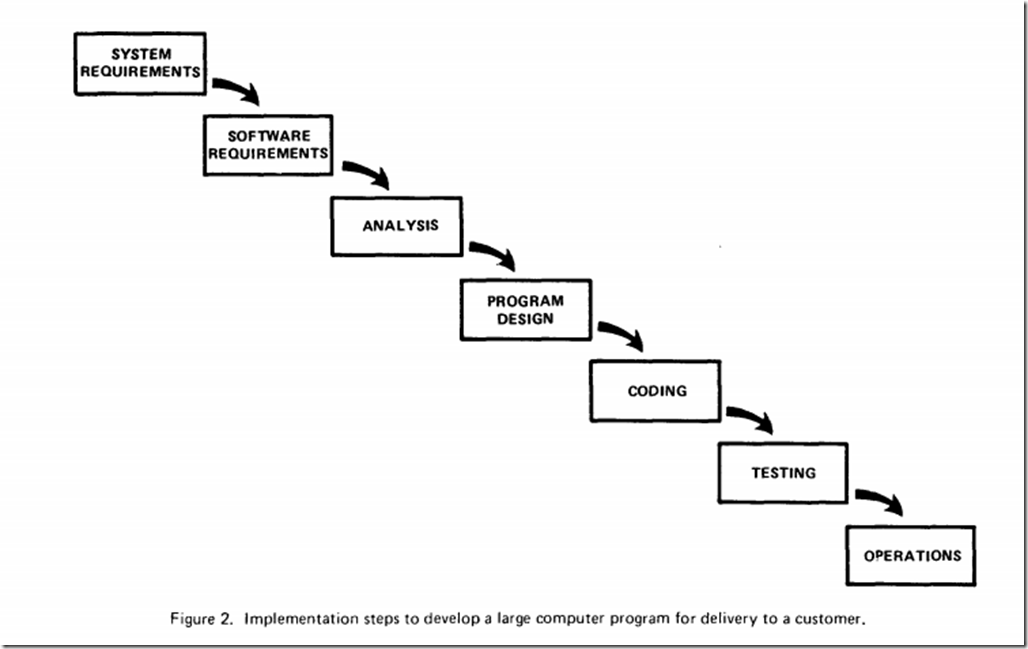 SYSTEM
REQUIREMENTS
SOFTWARE
REQUIREMENTS
ANALYSIS
PROGRAM
DESIGN
CODING
TESTING
OPERATIONS
Figure 2. Implementation steps to develop a large computer program for delivery to a customer.